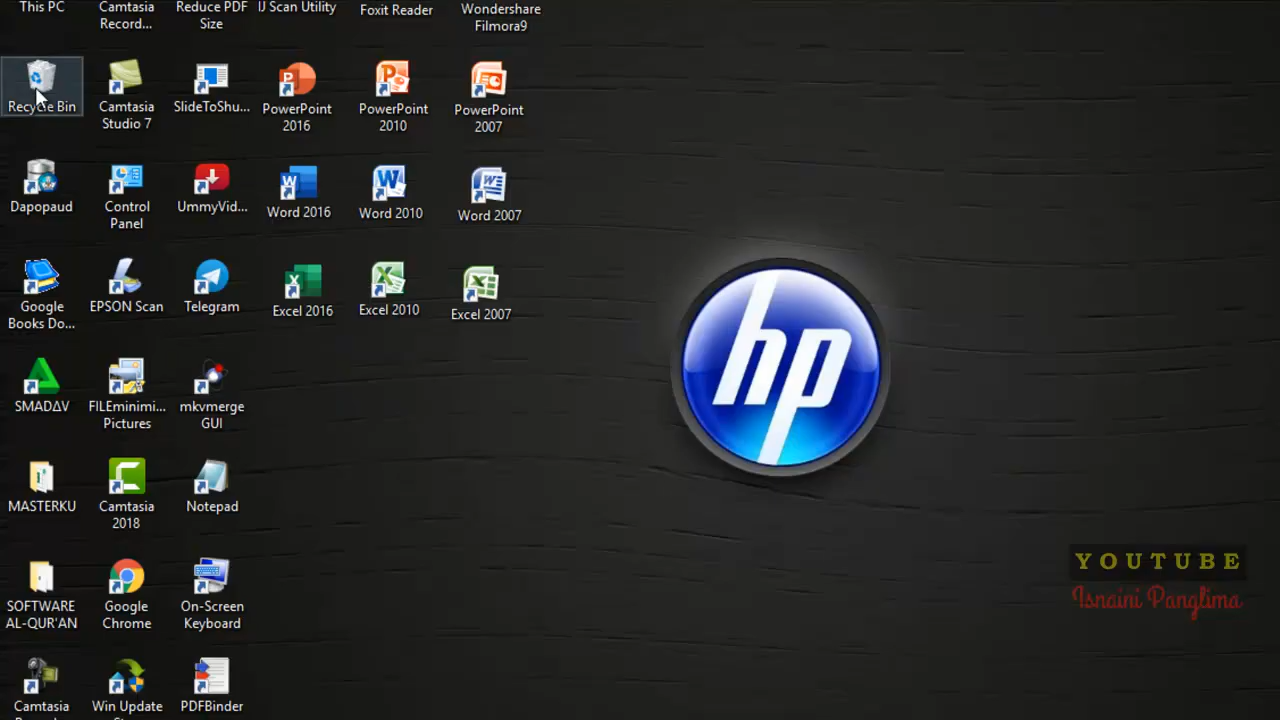 This PC
Camtasia
Record...
Reduce PDF
Size
IJ Scan Utility
Foxit Reader
Wondershare
Filmora9
Recycle Bin
Camtasia
Studio 7
SlideToShu...
PowerPoint
2016
PowerPoint
2010
PowerPoint
2007
Dapopaud
Control
Panel
UmmyVid...
Word 2016
Word 2010
Word 2007
Google
Books Do...
EPSON Scan
Telegram
Excel 2016
Excel 2010
Excel 2007
hp
SMADΔV
FILEminimi...
Pictures
mkvmerge
GUI
MASTERKU
Camtasia
2018
Notepad
YOUTUBE
Isnaini Panglima
SOFTWARE
AL-QUR'AN
Google
Chrome
On-Screen
Keyboard
Camtasia
Win Update
PDFBinder